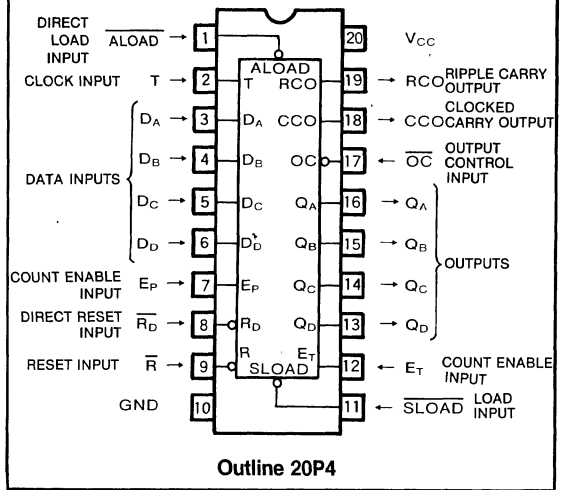 DIRECT
LOAD ALOAD → 1
INPUT
CLOCK INPUT T → 2
DATA INPUTS
DA → 3
DB → 4
DC → 5
DD → 6
COUNT ENABLE
INPUT EP → 7
DIRECT RESET
INPUT RD → 8
RESET INPUT R → 9
GND 10
ALOAD
T RCO
DA CCO
DB OC
DC QA
DD QB
EP QC
RD QD
R ET
SLOAD
20 VCC
19 → RCO RIPPLE CARRY
OUTPUT
18 → CCO CLOCKED
CARRY OUTPUT
17 ← OC OUTPUT
CONTROL
INPUT
16 → QA
15 → QB
14 → QC
13 → QD
OUTPUTS
12 ← ET COUNT ENABLE
INPUT
11 ← SLOAD LOAD
INPUT
Outline 20P4